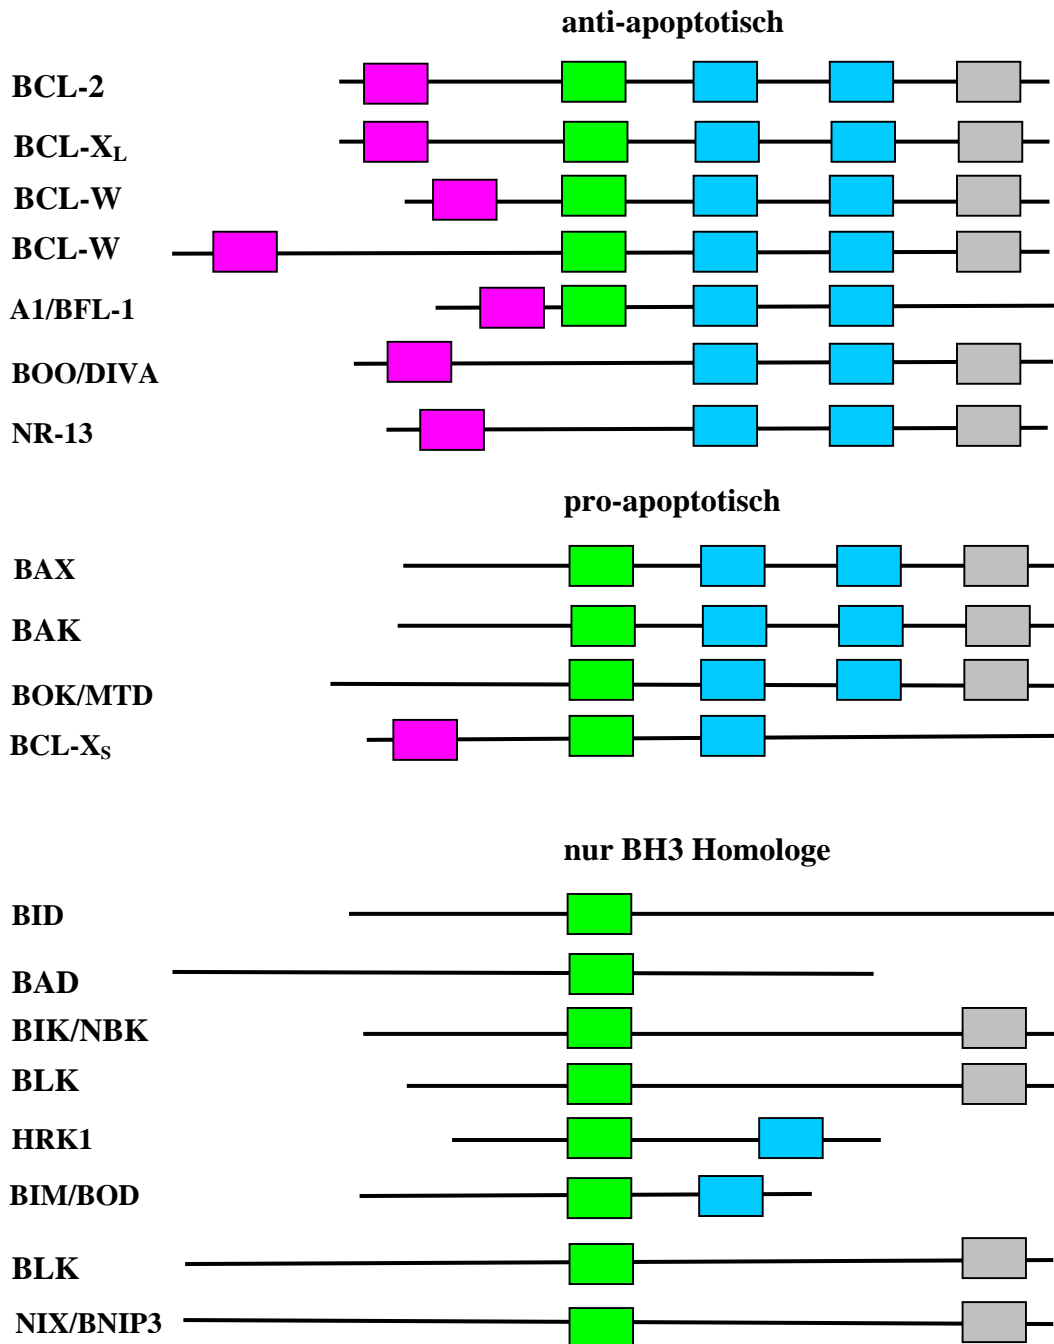 anti-apoptotisch
BCL-2
BCL-XL
BCL-W
BCL-W
A1/BFL-1
BOO/DIVA
NR-13
pro-apoptotisch
BAX
BAK
BOK/MTD
BCL-XS
nur BH3 Homologe
BID
BAD
BIK/NBK
BLK
HRK1
BIM/BOD
BLK
NIX/BNIP3